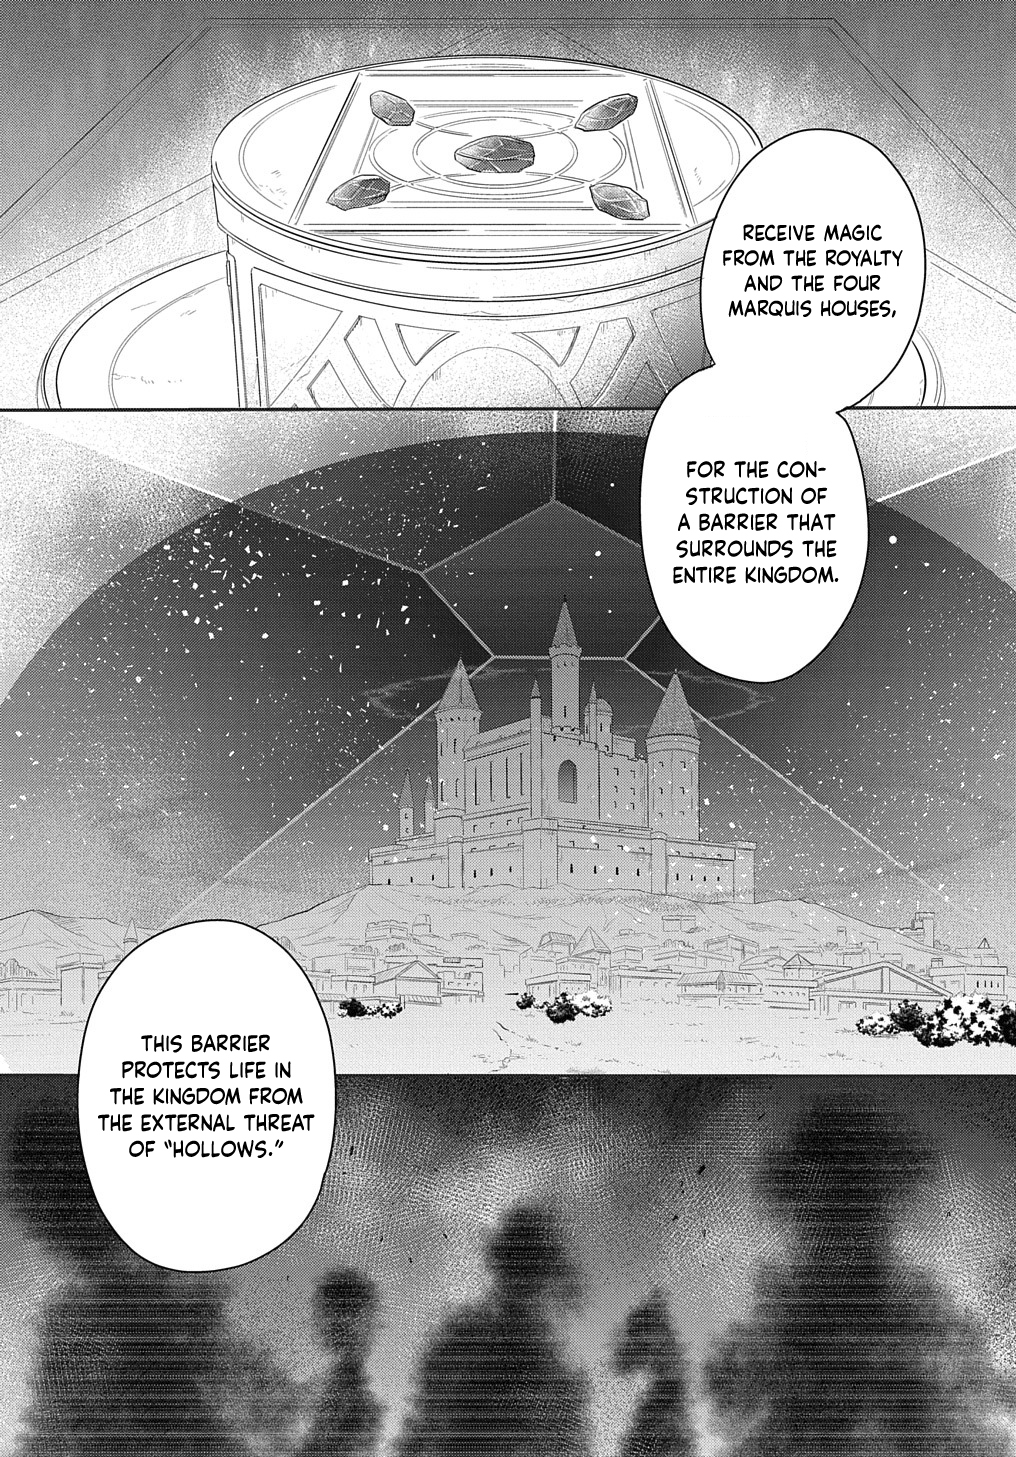 RECEIVE MAGIC
FROM THE ROYALTY
AND THE FOUR
MARQUIS HOUSES,
FOR THE CON-
STRUCTION OF
A BARRIER THAT
SURROUNDS THE
ENTIRE KINGDOM.
THIS BARRIER
PROTECTS LIFE IN
THE KINGDOM FROM
THE EXTERNAL THREAT
OF "HOLLOWS."